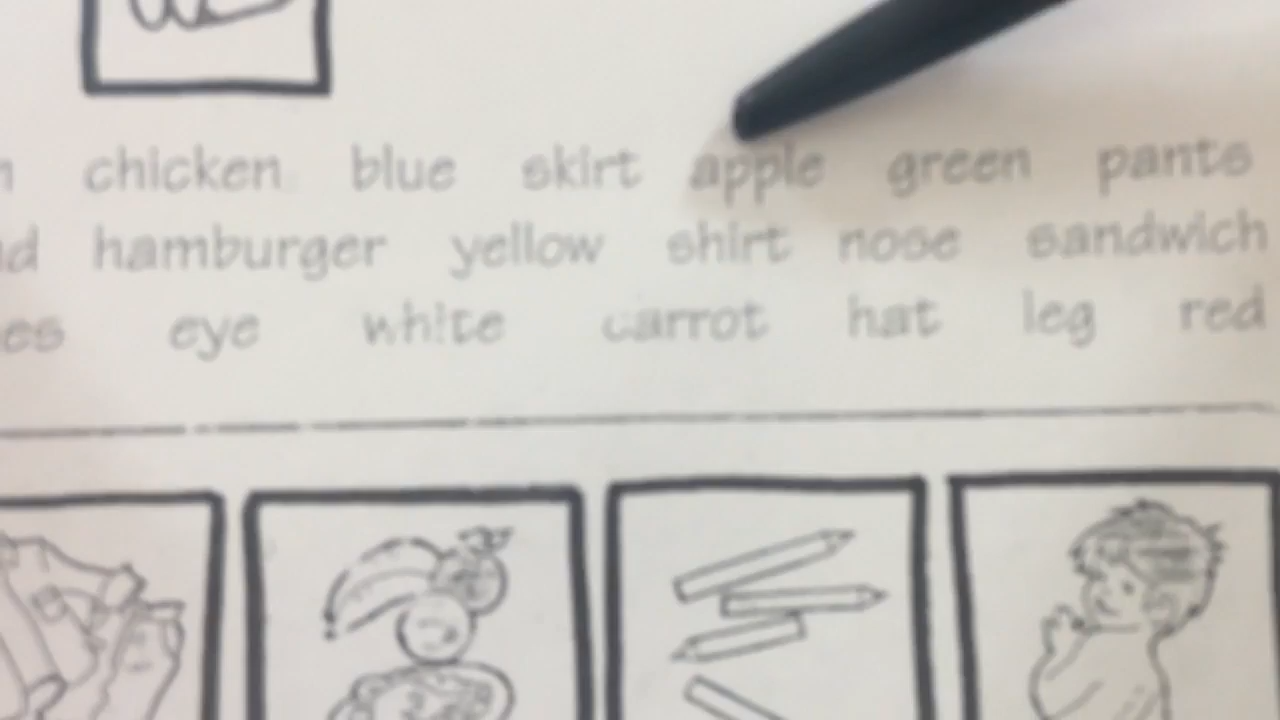 chicken blue skirt apple green pants
hamburger yellow shirt nose sandwich
eye white carrot hat leg red